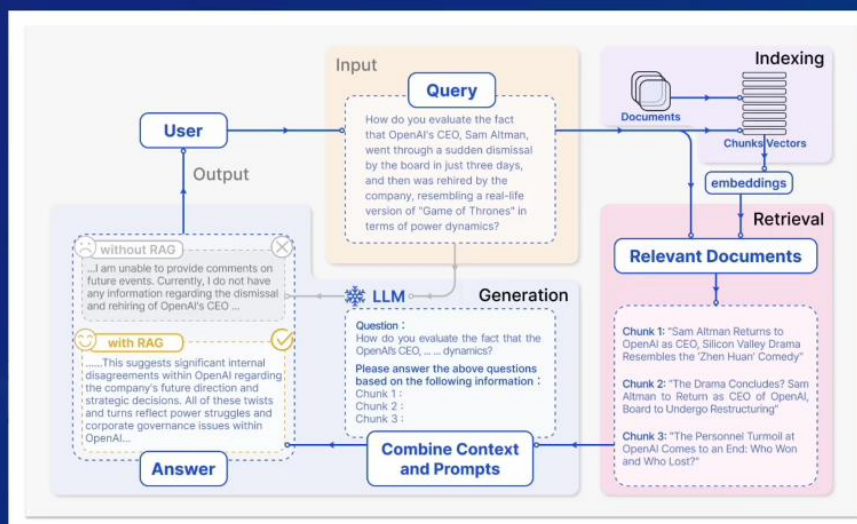 Input
Query
How do you evaluate the fact
that OpenAI's CEO, Sam Altman,
went through a sudden dismissal
by the board in just three days,
and then was rehired by the
company, resembling a real-life
version of "Game of Thrones" in
terms of power dynamics?
Indexing
Documents
Chunks Vectors
embeddings
User
Output
Retrieval
Relevant Documents
Chunk 1: "Sam Altman Returns to
OpenAI as CEO, Silicon Valley Drama
Resembles the 'Zhen Huan' Comedy"
Chunk 2: "The Drama Concludes? Sam
Altman to Return as CEO of OpenAI,
Board to Undergo Restructuring"
Chunk 3: "The Personnel Turmoil at
OpenAI Comes to an End: Who Won
and Who Lost?"
LLM
Generation
Question :
How do you evaluate the fact that the
OpenAI's CEO, ... ... dynamics?
Please answer the above questions
based on the following information :
Chunk 1 :
Chunk 2 :
Chunk 3 :
Combine Context
and Prompts
without RAG
...I am unable to provide comments on
future events. Currently, I do not have
any information regarding the dismissal
and rehiring of OpenAI's CEO ...
with RAG
......This suggests significant internal
disagreements within OpenAI regarding
the company's future direction and
strategic decisions. All of these twists
and turns reflect power struggles and
corporate governance issues within
OpenAI...
Answer